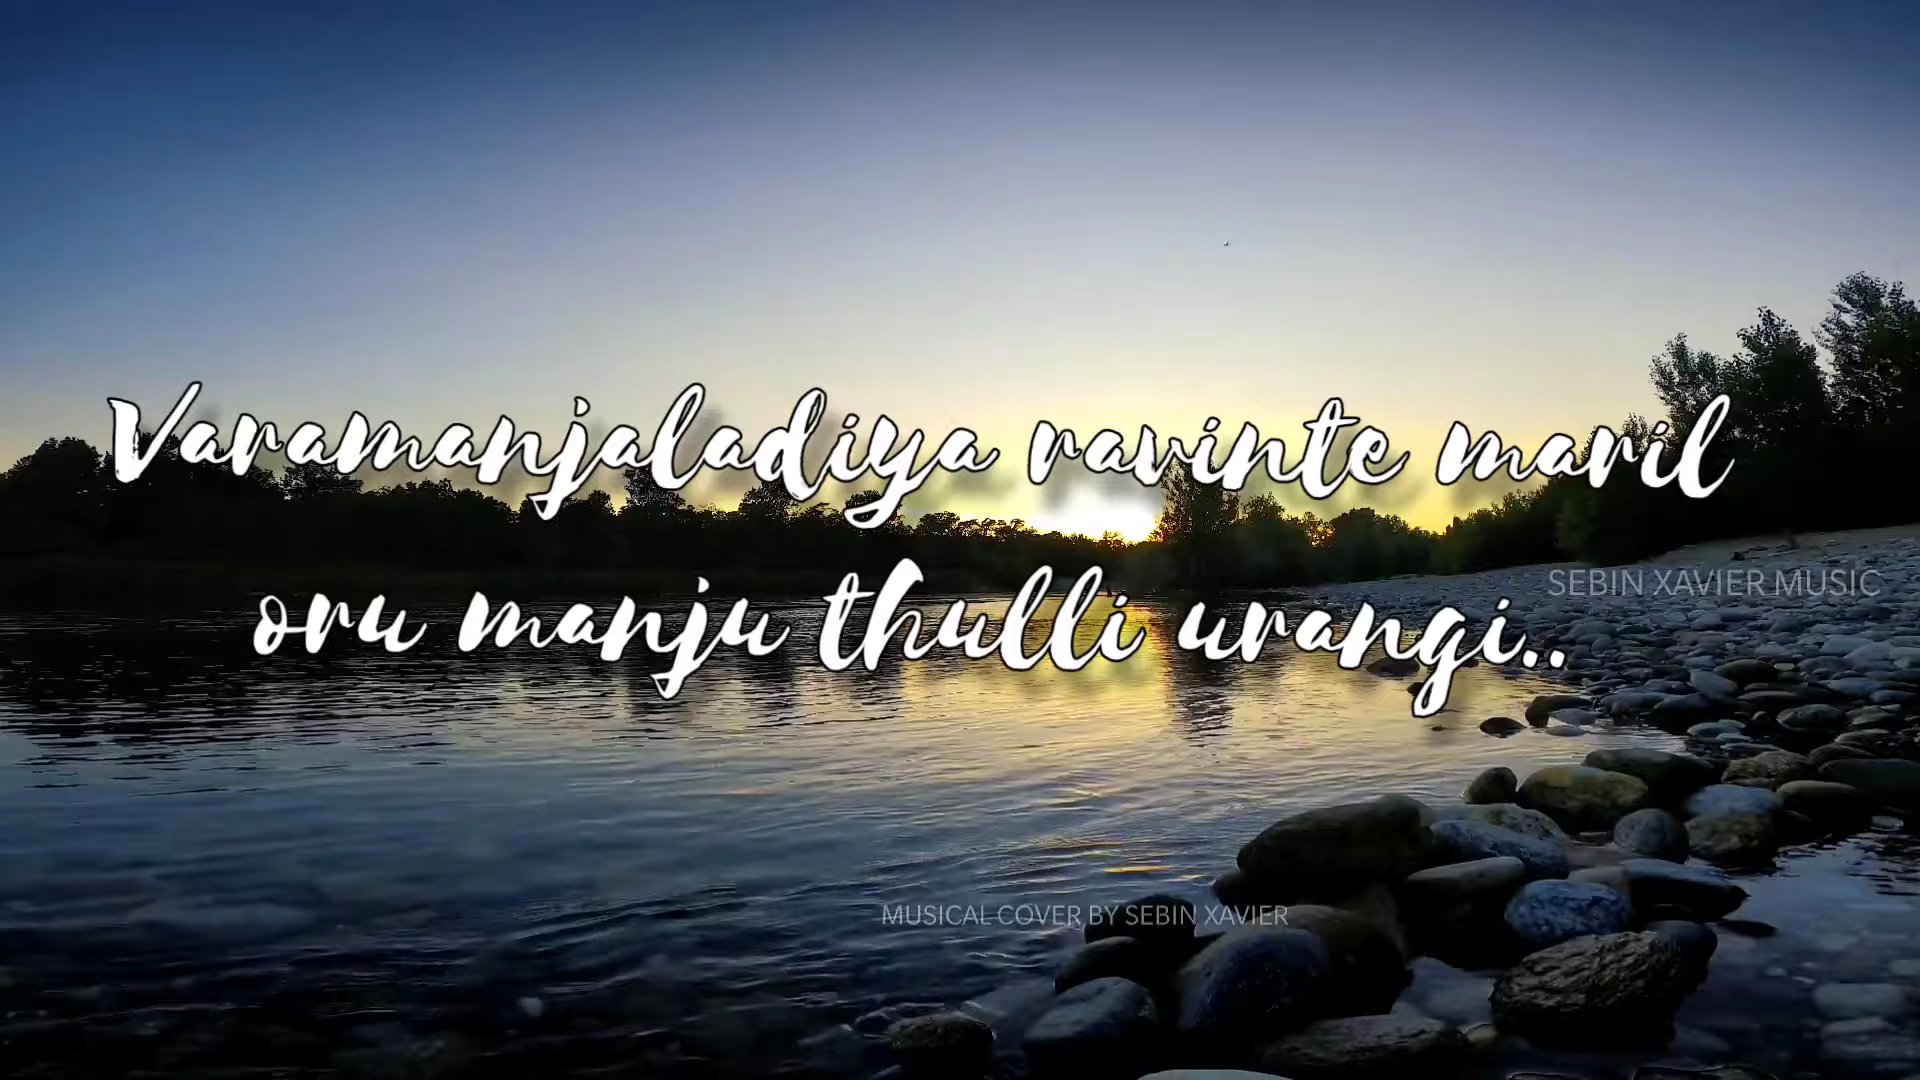 Varamanjaladiya ravinte maril
oru manju thulli urangi..
SEBIN XAVIER MUSIC
MUSICAL COVER BY SEBIN XAVIER